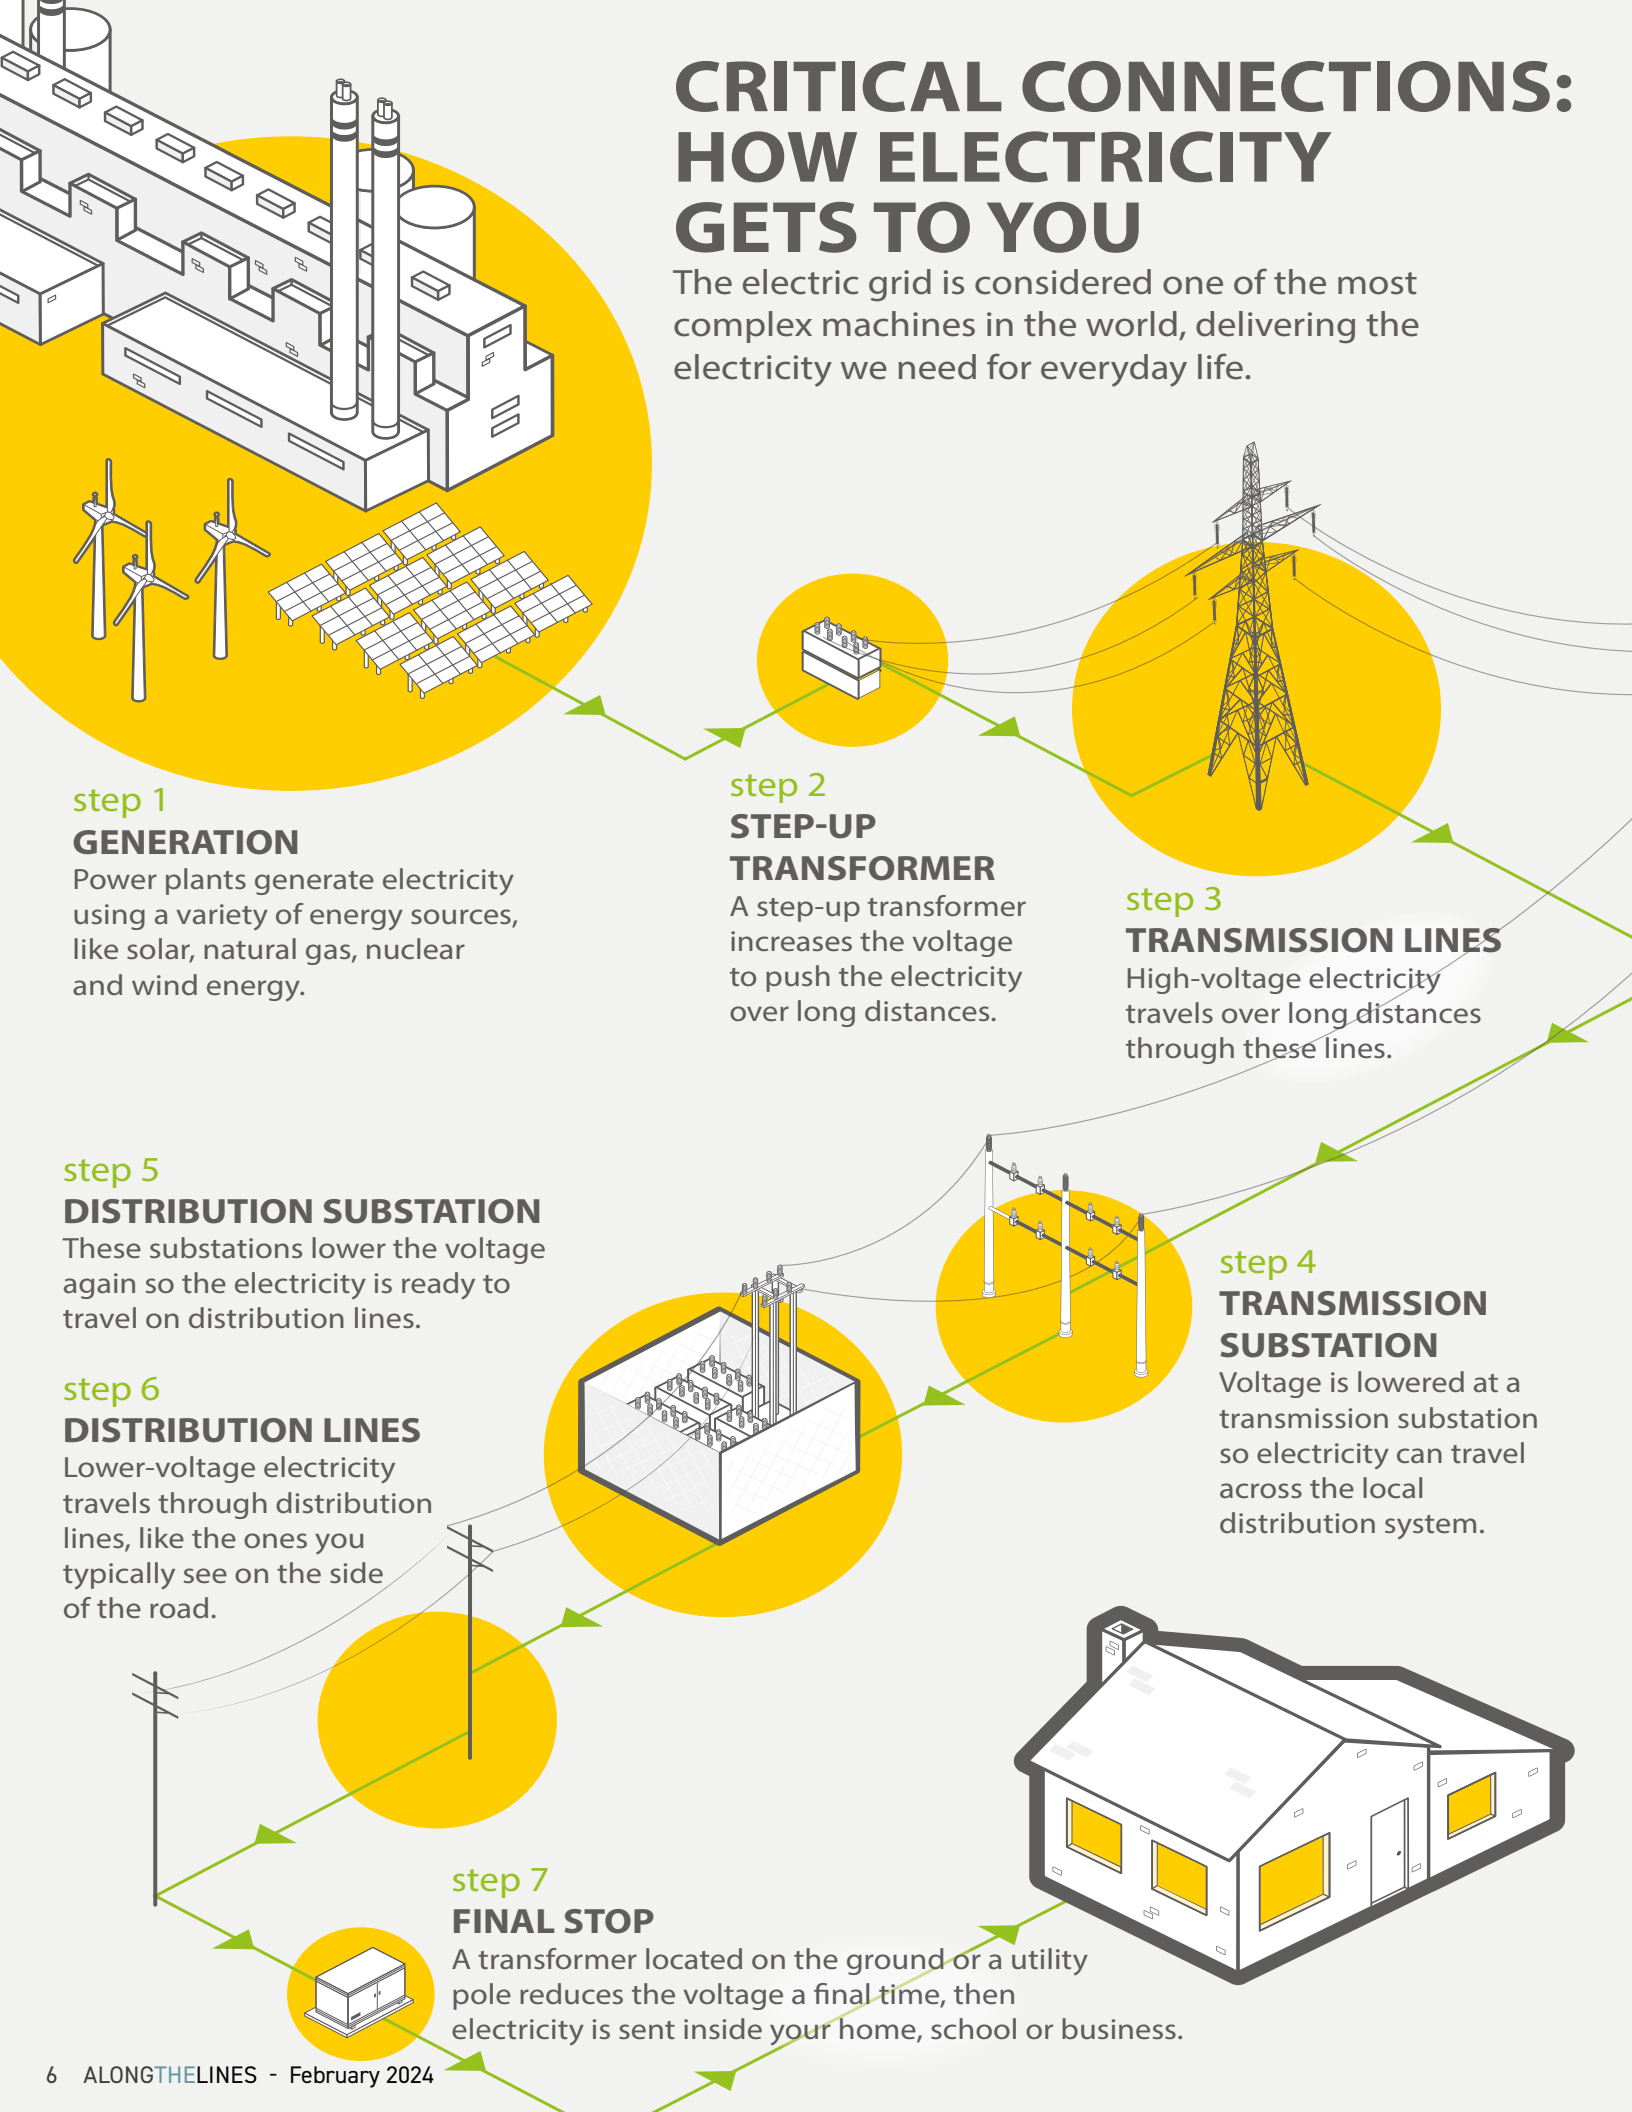 CRITICAL CONNECTIONS:
HOW ELECTRICITY
GETS TO YOU
The electric grid is considered one of the most
complex machines in the world, delivering the
electricity we need for everyday life.
step 1
GENERATION
Power plants generate electricity
using a variety of energy sources,
like solar, natural gas, nuclear
and wind energy.
step 2
STEP-UP
TRANSFORMER
A step-up transformer
increases the voltage
to push the electricity
over long distances.
step 3
TRANSMISSION LINES
High-voltage electricity
travels over long distances
through these lines.
step 4
TRANSMISSION
SUBSTATION
Voltage is lowered at a
transmission substation
so electricity can travel
across the local
distribution system.
step 5
DISTRIBUTION SUBSTATION
These substations lower the voltage
again so the electricity is ready to
travel on distribution lines.
step 6
DISTRIBUTION LINES
Lower-voltage electricity
travels through distribution
lines, like the ones you
typically see on the side
of the road.
step 7
FINAL STOP
A transformer located on the ground or a utility
pole reduces the voltage a final time, then
electricity is sent inside your home, school or business.
6 ALONGTHELINES - February 2024